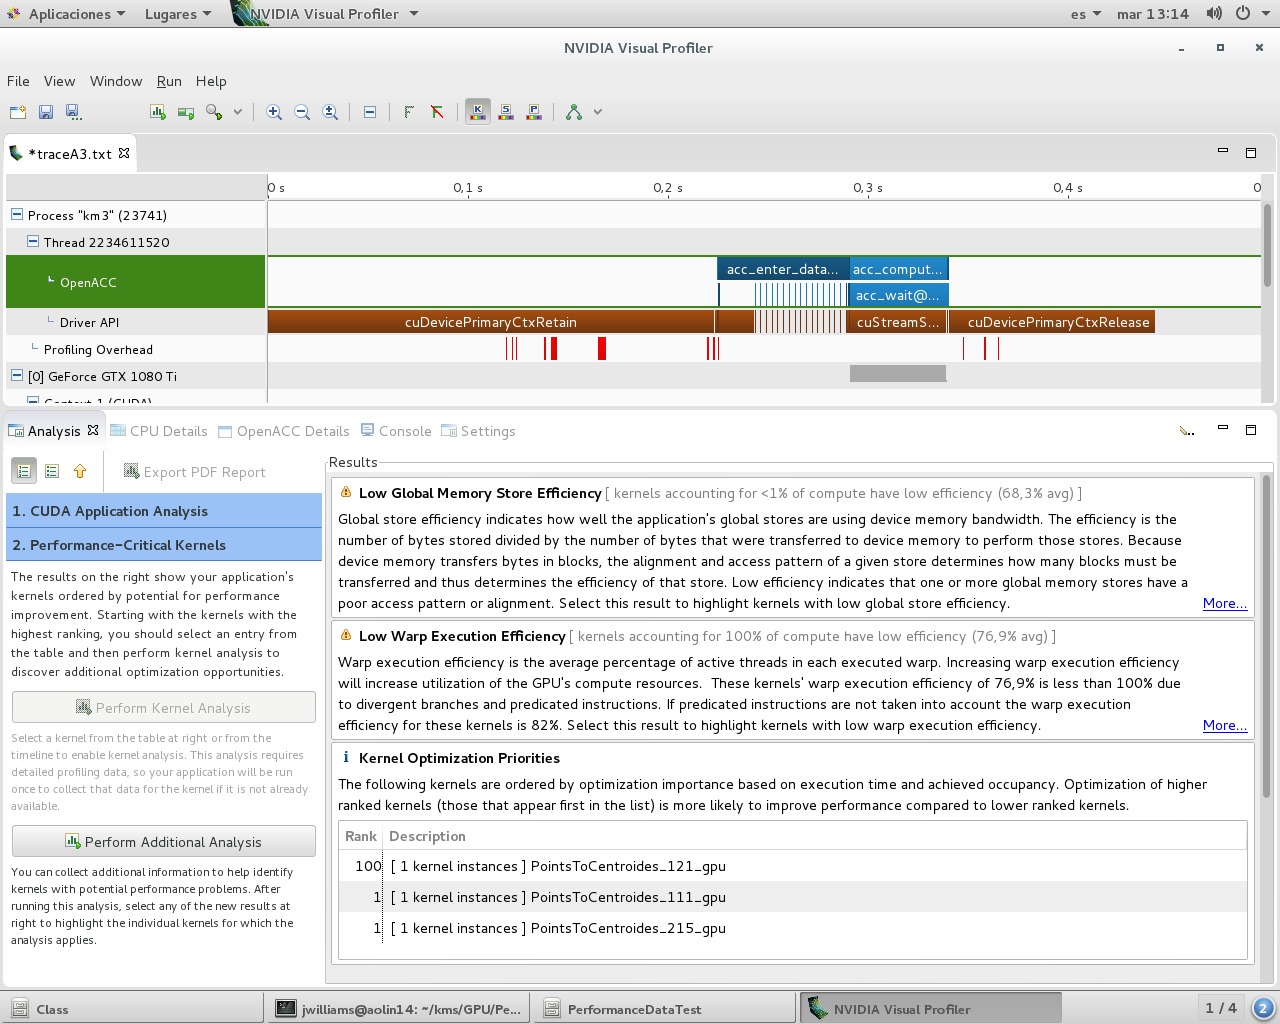 Aplicaciones Lugares NVIDIA Visual Profiler es mar 13:14
NVIDIA Visual Profiler
File View Window Run Help
K S P
*traceA3.txt
0 s 0,1 s 0,2 s 0,3 s 0,4 s 0
Process "km3" (23741)
Thread 2234611520
OpenACC
acc_enter_data... acc_comput...
acc_wait@...
Driver API cuDevicePrimaryCtxRetain cuStreamS... cuDevicePrimaryCtxRelease
Profiling Overhead
[0] GeForce GTX 1080 Ti
Context 1 (CUDA)
Analysis CPU Details OpenACC Details Console Settings
Export PDF Report
1. CUDA Application Analysis
2. Performance-Critical Kernels
The results on the right show your application's
kernels ordered by potential for performance
improvement. Starting with the kernels with the
highest ranking, you should select an entry from
the table and then perform kernel analysis to
discover additional optimization opportunities.
Perform Kernel Analysis
Select a kernel from the table at right or from the
timeline to enable kernel analysis. This analysis requires
detailed profiling data, so your application will be run
once to collect that data for the kernel if it is not already
available.
Perform Additional Analysis
You can collect additional information to help identify
kernels with potential performance problems. After
running this analysis, select any of the new results at
right to highlight the individual kernels for which the
analysis applies.
Results
Low Global Memory Store Efficiency [ kernels accounting for <1% of compute have low efficiency (68,3% avg) ]
Global store efficiency indicates how well the application's global stores are using device memory bandwidth. The efficiency is the
number of bytes stored divided by the number of bytes that were transferred to device memory to perform those stores. Because
device memory transfers bytes in blocks, the alignment and access pattern of a given store determines how many blocks must be
transferred and thus determines the efficiency of that store. Low efficiency indicates that one or more global memory stores have a
poor access pattern or alignment. Select this result to highlight kernels with low global store efficiency. More...
Low Warp Execution Efficiency [ kernels accounting for 100% of compute have low efficiency (76,9% avg) ]
Warp execution efficiency is the average percentage of active threads in each executed warp. Increasing warp execution efficiency
will increase utilization of the GPU's compute resources. These kernels' warp execution efficiency of 76,9% is less than 100% due
to divergent branches and predicated instructions. If predicated instructions are not taken into account the warp execution
efficiency for these kernels is 82%. Select this result to highlight kernels with low warp execution efficiency. More...
Kernel Optimization Priorities
The following kernels are ordered by optimization importance based on execution time and achieved occupancy. Optimization of higher
ranked kernels (those that appear first in the list) is more likely to improve performance compared to lower ranked kernels.
Rank Description
100 [ 1 kernel instances ] PointsToCentroides_121_gpu
1 [ 1 kernel instances ] PointsToCentroides_111_gpu
1 [ 1 kernel instances ] PointsToCentroides_215_gpu
Class jwilliams@aolin14: ~/kms/GPU/Pe... PerformanceDataTest NVIDIA Visual Profiler 1 / 4 2